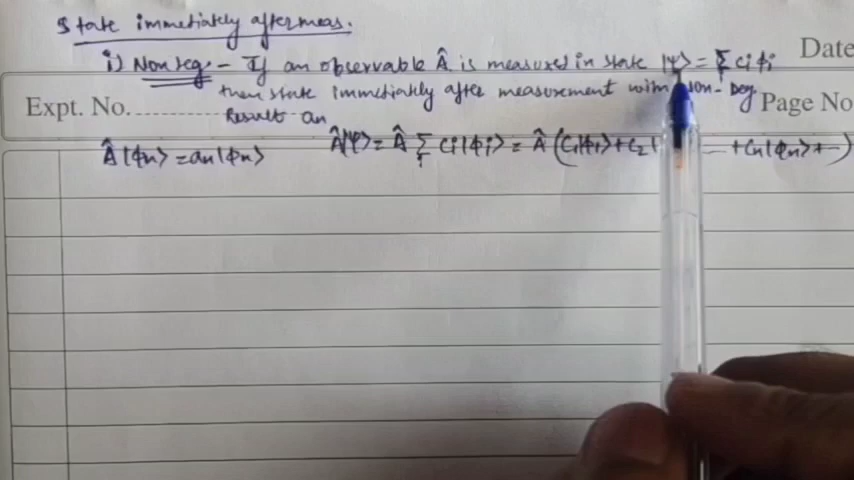 State immediately after meas.
i) Non deg. - If an observable Â is measured in state |ψ> = Σ ci φi
Date
then state immediately after measurement with non-Deg
Expt. No.
Page No
Result an
Â|φn> = an|φn>
Â|ψ> = Â Σ ci|φi> = Â (c1|φ1>+c2| +cn|φn>+—)